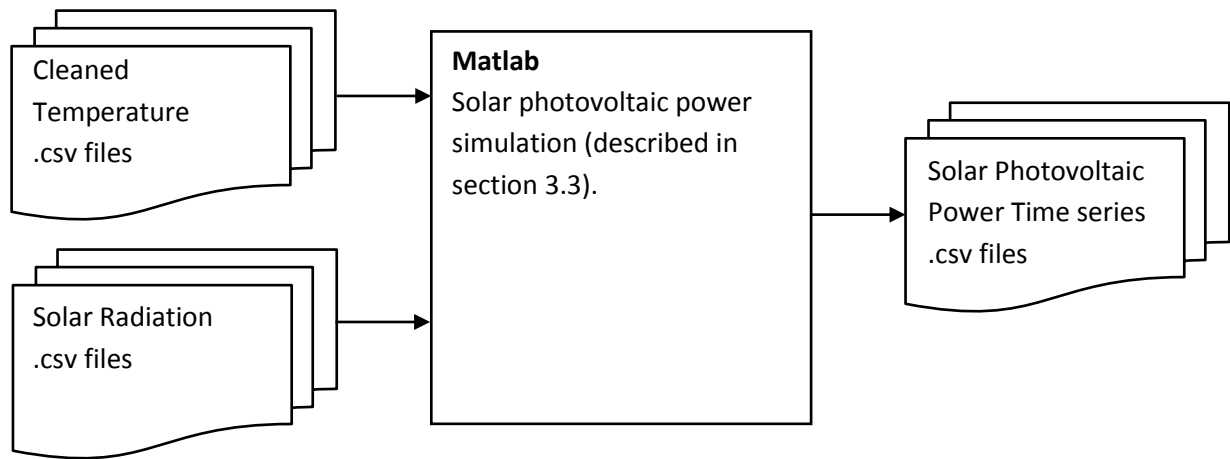 Cleaned
Temperature
.csv files
Solar Radiation
.csv files
Matlab
Solar photovoltaic power
simulation (described in
section 3.3).
Solar Photovoltaic
Power Time series
.csv files